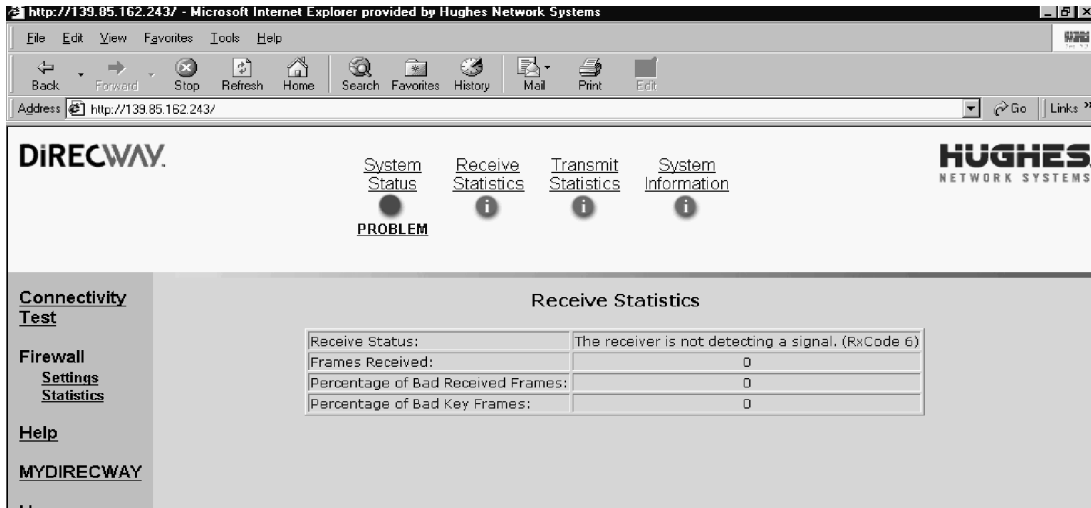 http://139.85.162.243/ - Microsoft Internet Explorer provided by Hughes Network Systems
File Edit View Favorites Tools Help
Back Forward Stop Refresh Home Search Favorites History Mail Print Edit
Address http://139.85.162.243/ Go Links »
DiRECWAY.
System Status
Receive Statistics
Transmit Statistics
System Information
PROBLEM
HUGHES
NETWORK SYSTEMS
Connectivity
Test
Firewall
Settings
Statistics
Help
MYDIRECWAY
Receive Statistics
Receive Status: The receiver is not detecting a signal. (RxCode 6)
Frames Received: 0
Percentage of Bad Received Frames: 0
Percentage of Bad Key Frames: 0